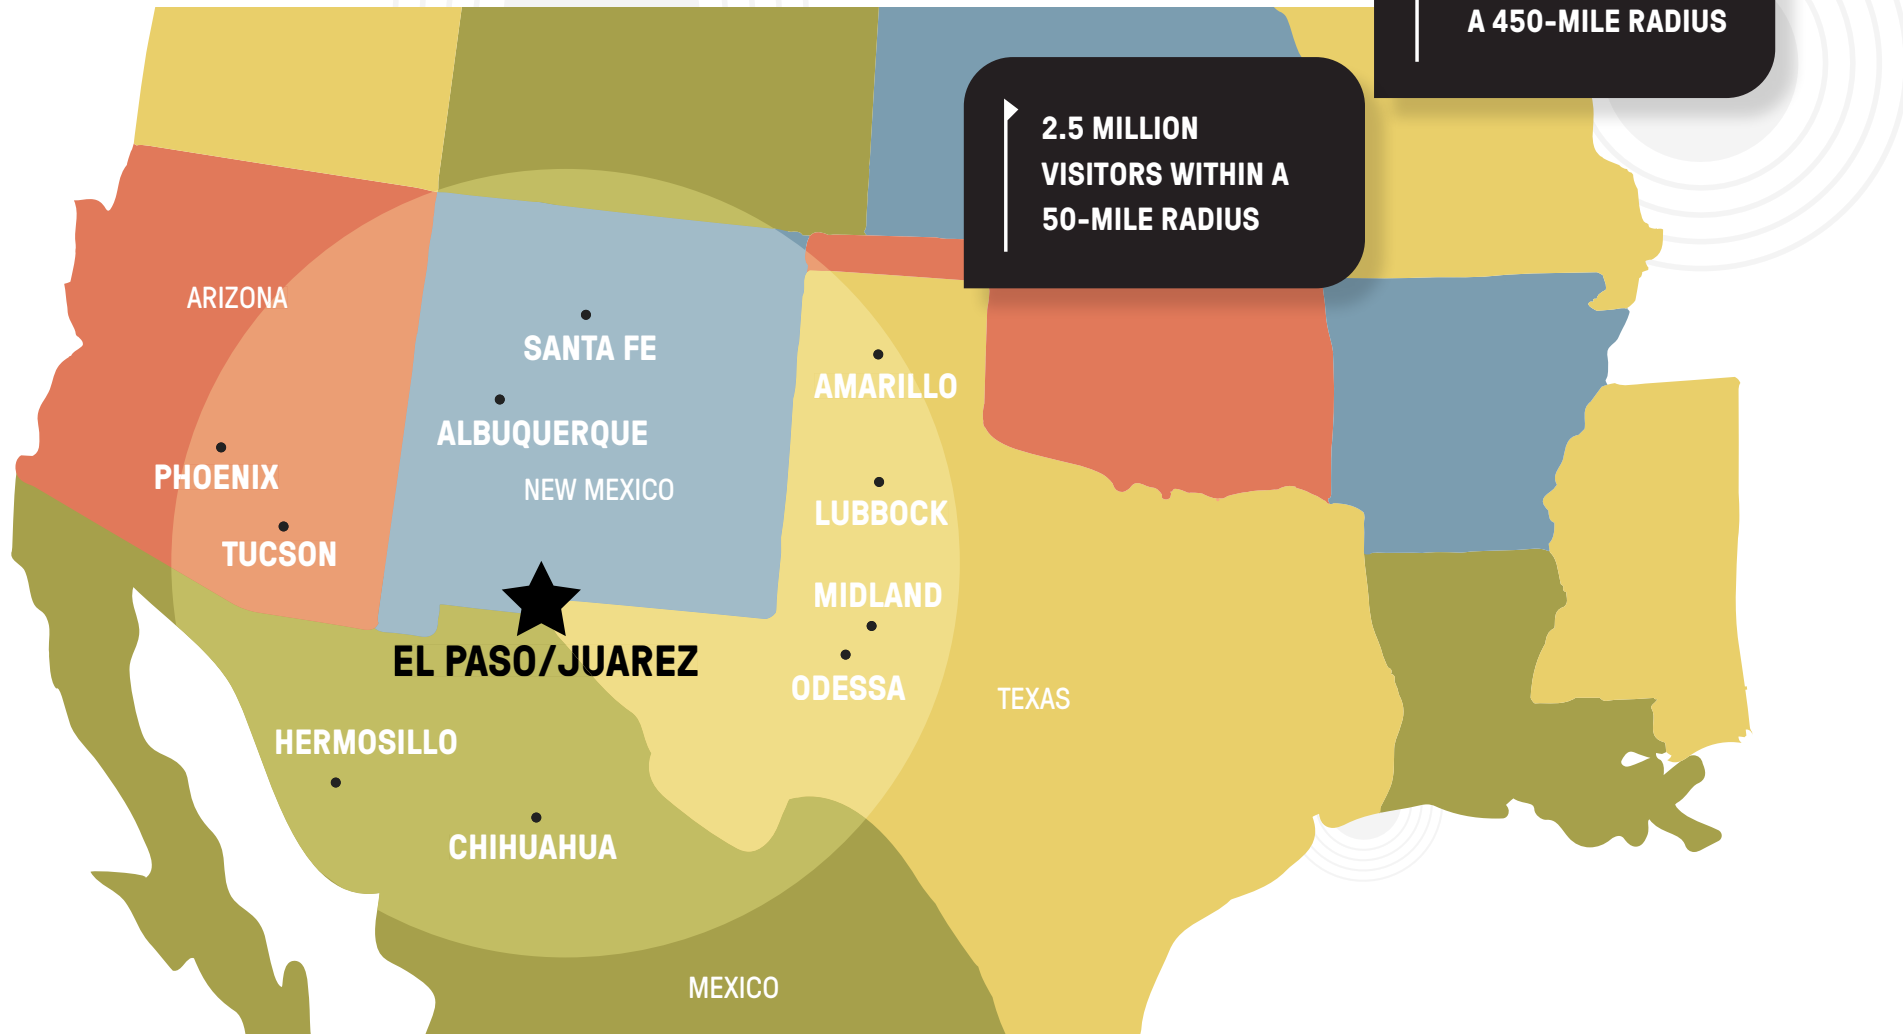 A 450-MILE RADIUS
2.5 MILLION
VISITORS WITHIN A
50-MILE RADIUS
ARIZONA
SANTA FE
AMARILLO
ALBUQUERQUE
PHOENIX
NEW MEXICO
LUBBOCK
TUCSON
MIDLAND
EL PASO/JUAREZ
ODESSA
TEXAS
HERMOSILLO
CHIHUAHUA
MEXICO